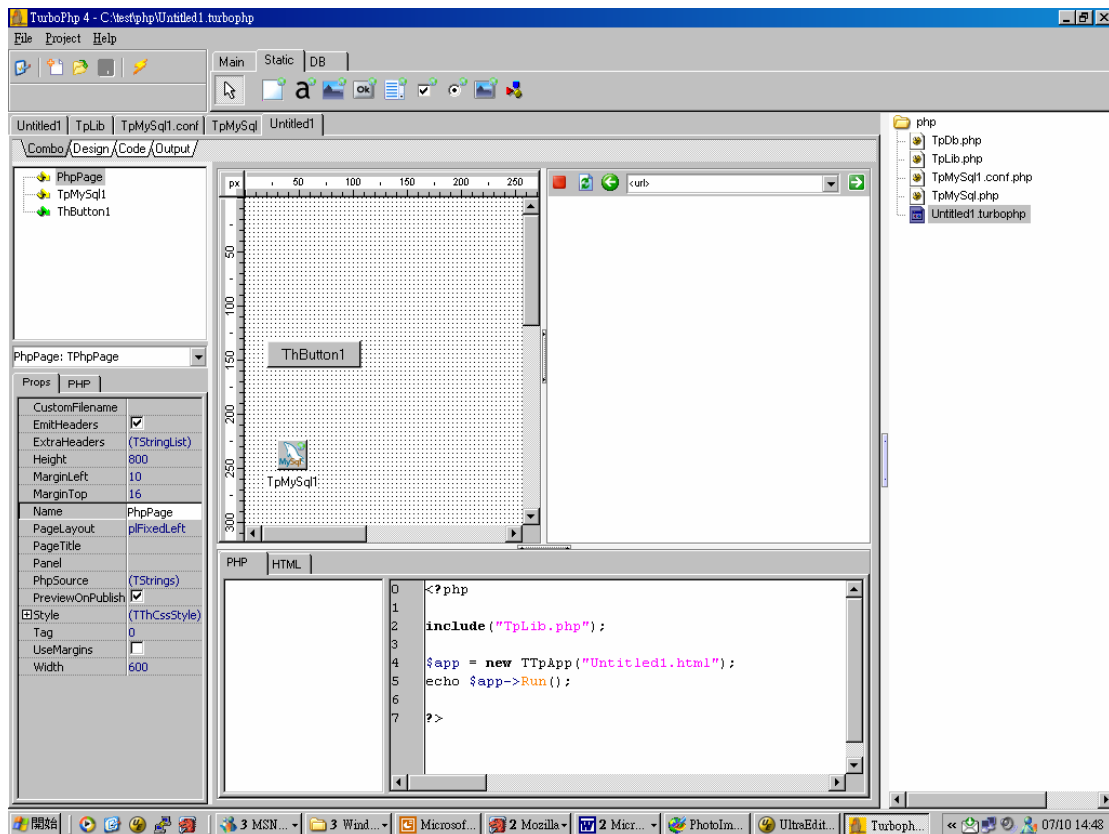 TurboPhp 4 - C:\test\php\Untitled1.turbophp
File Project Help
Main Static DB
a Ok
Untitled1 TpLib TpMySql1.conf TpMySql Untitled1
Combo Design Code Output
PhpPage
TpMySql1
ThButton1
px 50 100 150 200 250
<url>
50
100
150
200
250
300
ThButton1
MySql
TpMySql1
php
TpDb.php
TpLib.php
TpMySql1.conf.php
TpMySql.php
Untitled1.turbophp
PhpPage: TPhpPage
Props PHP
CustomFilename
EmitHeaders
ExtraHeaders (TStringList)
Height 800
MarginLeft 10
MarginTop 16
Name PhpPage
PageLayout plFixedLeft
PageTitle
Panel
PhpSource (TStrings)
PreviewOnPublish
Style (TThCssStyle)
Tag 0
UseMargins
Width 600
PHP HTML
0 <?php
1
2 include("TpLib.php");
3
4 $app = new TTpApp("Untitled1.html");
5 echo $app->Run();
6
7 ?>
開始 3 MSN... 3 Wind... Microsof... 2 Mozilla 2 Micr... PhotoIm... UltraEdit... Turboph... « 07/10 14:48